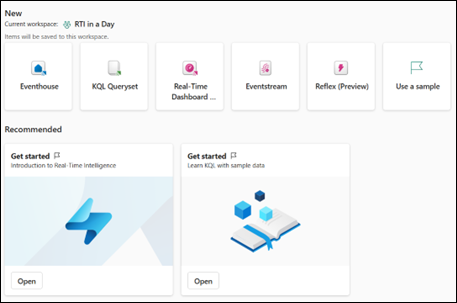 New
Current workspace: RTI in a Day
Items will be saved to this workspace.
Eventhouse
KQL Queryset
Real-Time
Dashboard ...
Eventstream
Reflex (Preview)
Use a sample
Recommended
Get started
Introduction to Real-Time Intelligence
Open
Get started
Learn KQL with sample data
Open